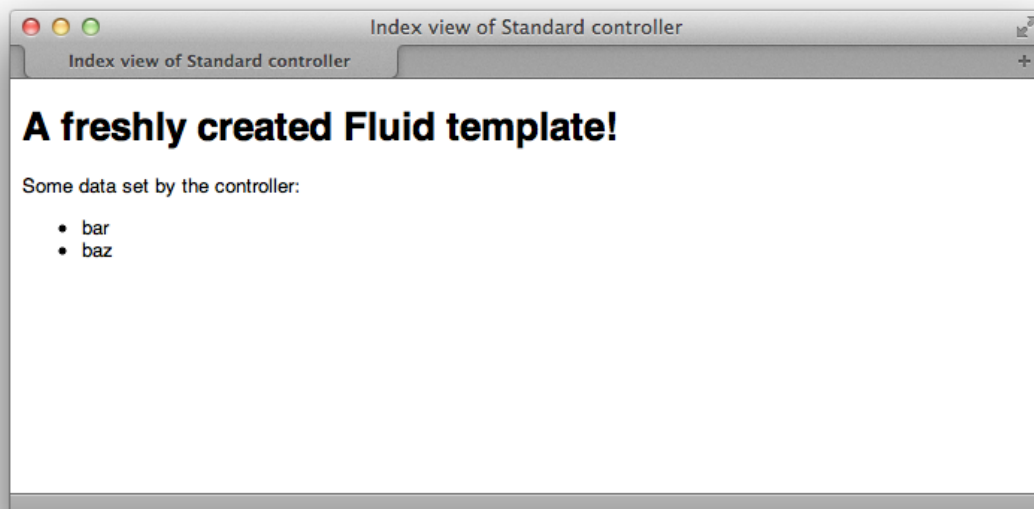 Index view of Standard controller
Index view of Standard controller
A freshly created Fluid template!
Some data set by the controller:
bar
baz